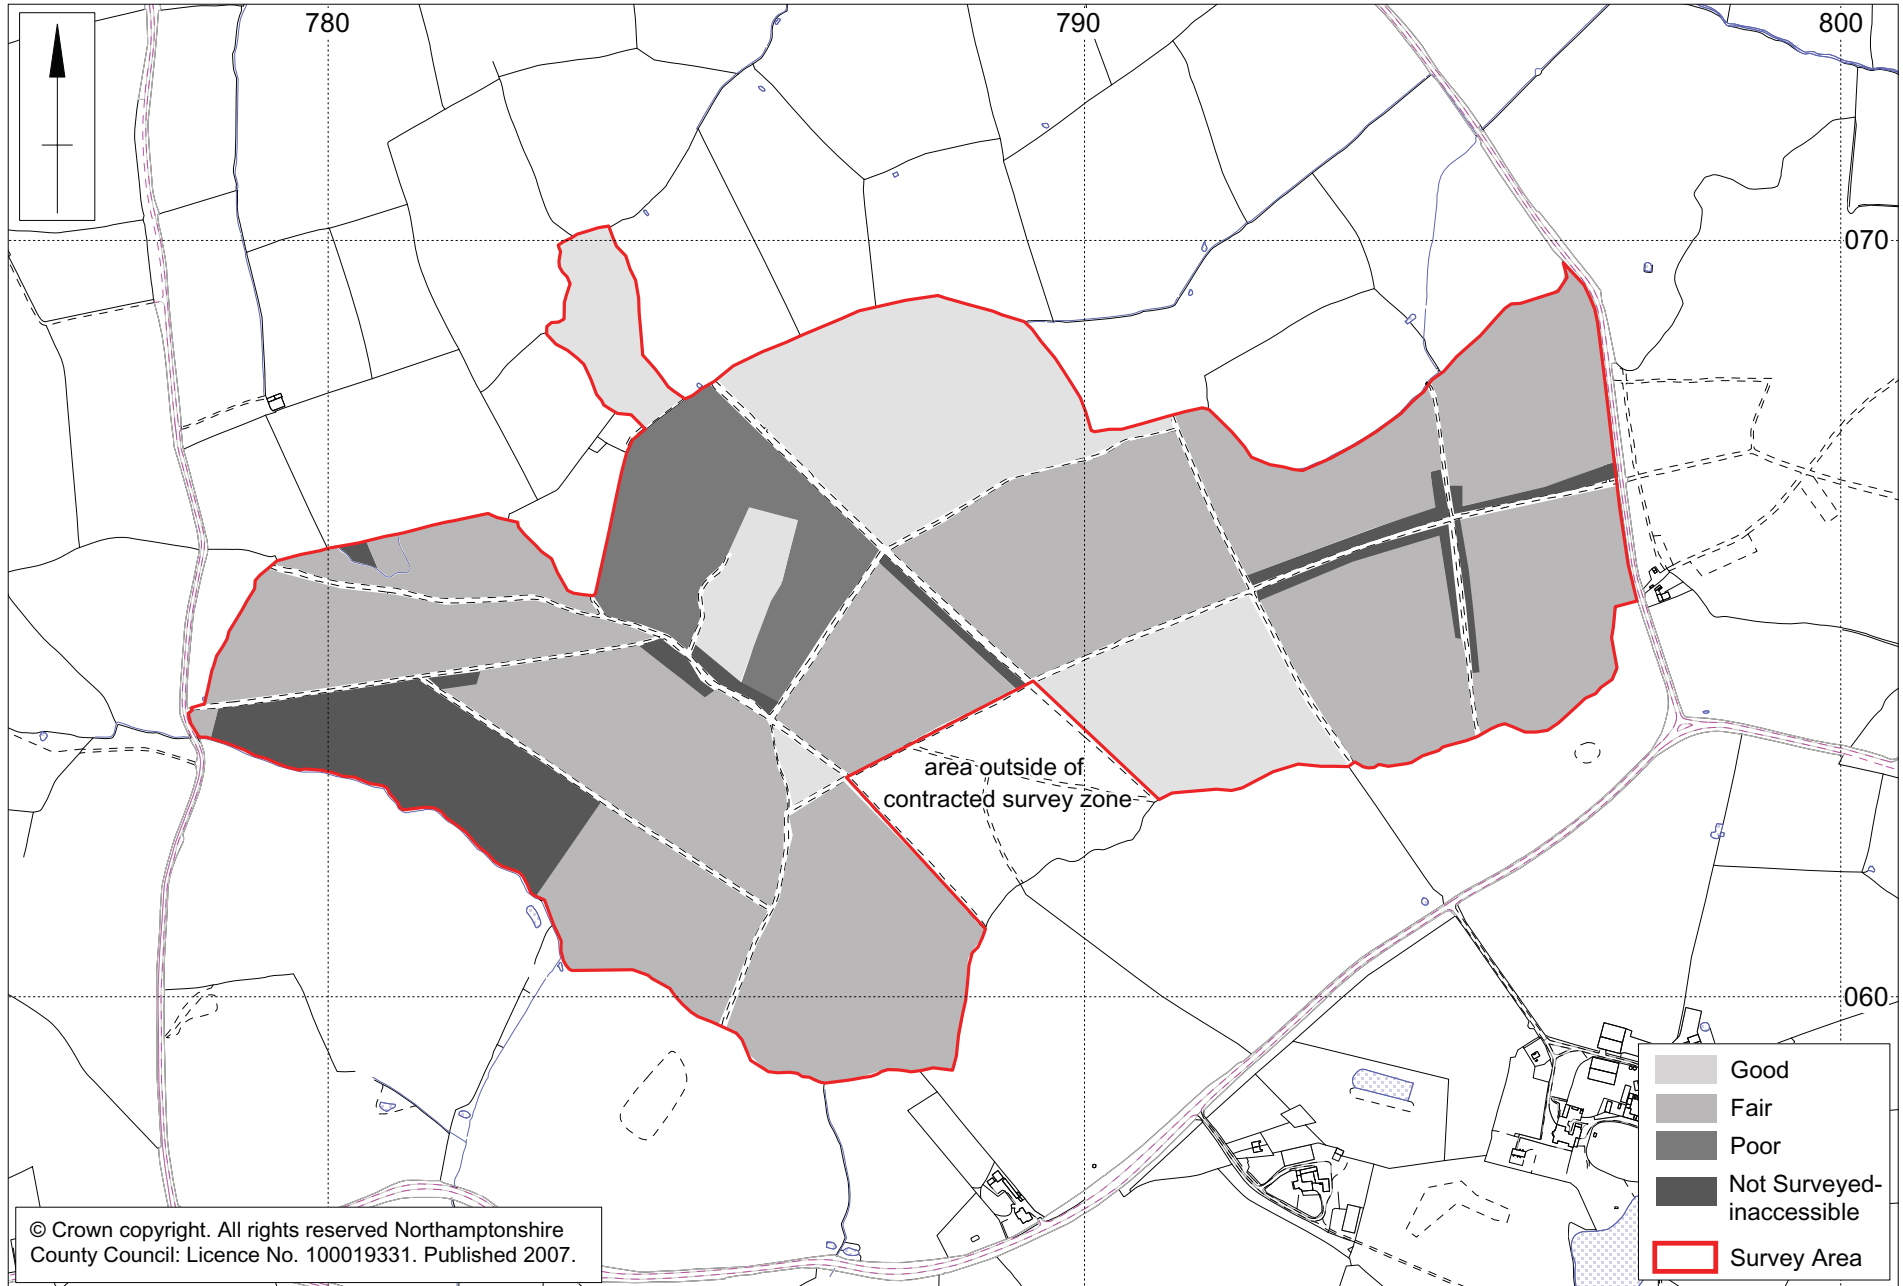 780
790
800
070
area outside of
contracted survey zone
060
Good
Fair
Poor
Not Surveyed-
inaccessible
Survey Area
© Crown copyright. All rights reserved Northamptonshire
County Council: Licence No. 100019331. Published 2007.